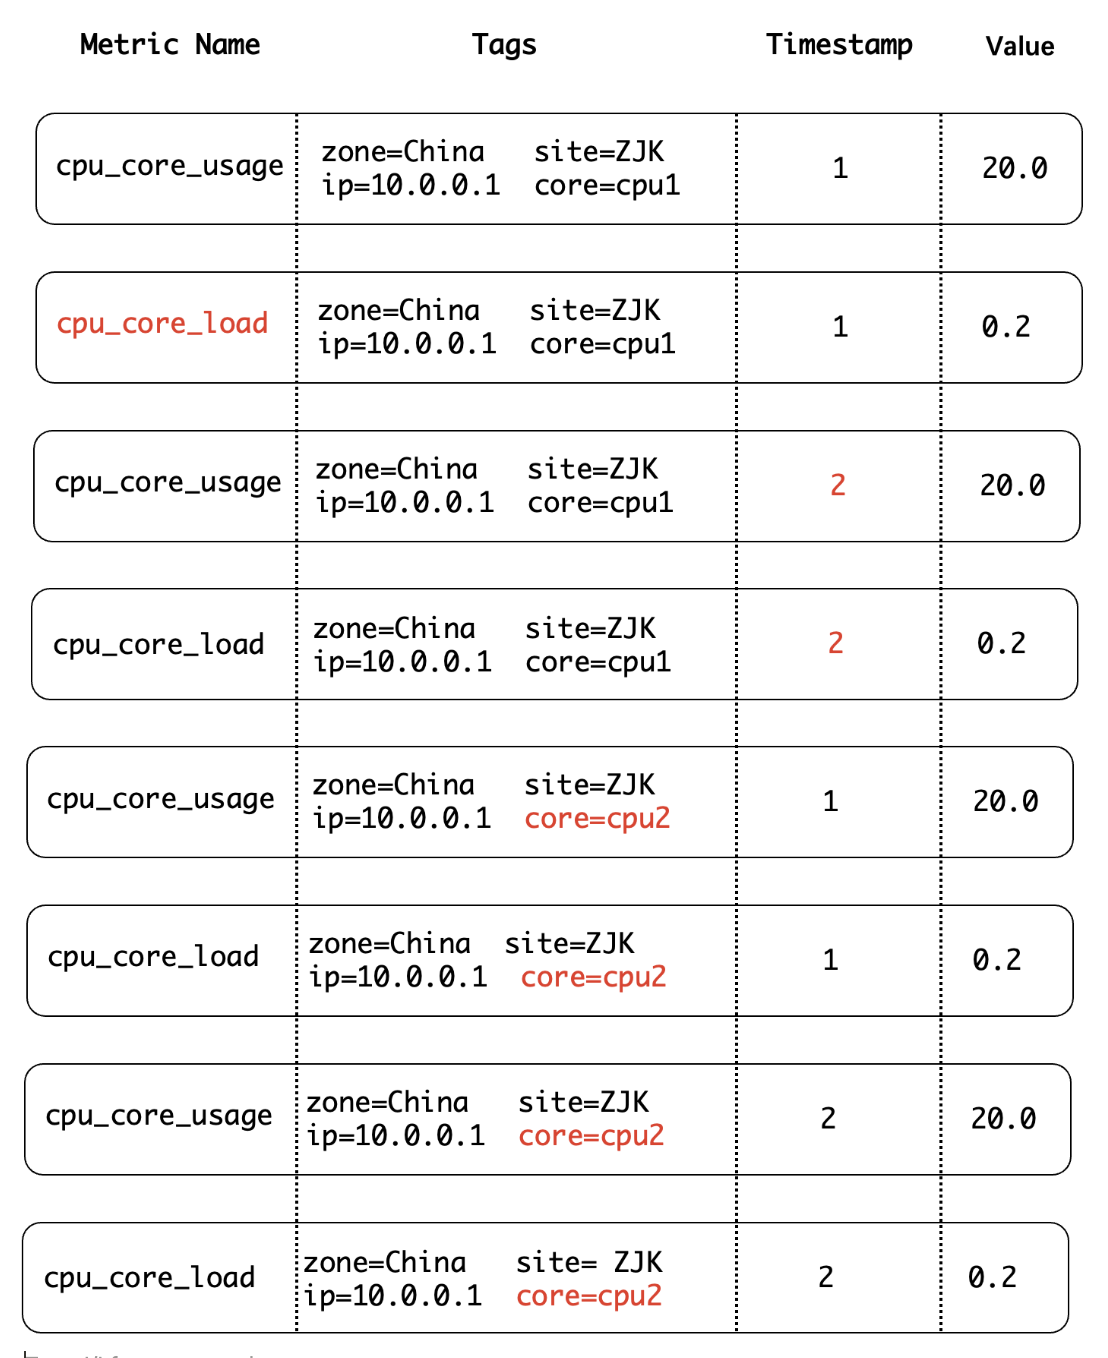 Metric Name Tags Timestamp Value
cpu_core_usage zone=China site=ZJK 1 20.0
ip=10.0.0.1 core=cpu1
cpu_core_load zone=China site=ZJK 1 0.2
ip=10.0.0.1 core=cpu1
cpu_core_usage zone=China site=ZJK 2 20.0
ip=10.0.0.1 core=cpu1
cpu_core_load zone=China site=ZJK 2 0.2
ip=10.0.0.1 core=cpu1
cpu_core_usage zone=China site=ZJK 1 20.0
ip=10.0.0.1 core=cpu2
cpu_core_load zone=China site=ZJK 1 0.2
ip=10.0.0.1 core=cpu2
cpu_core_usage zone=China site=ZJK 2 20.0
ip=10.0.0.1 core=cpu2
cpu_core_load zone=China site= ZJK 2 0.2
ip=10.0.0.1 core=cpu2